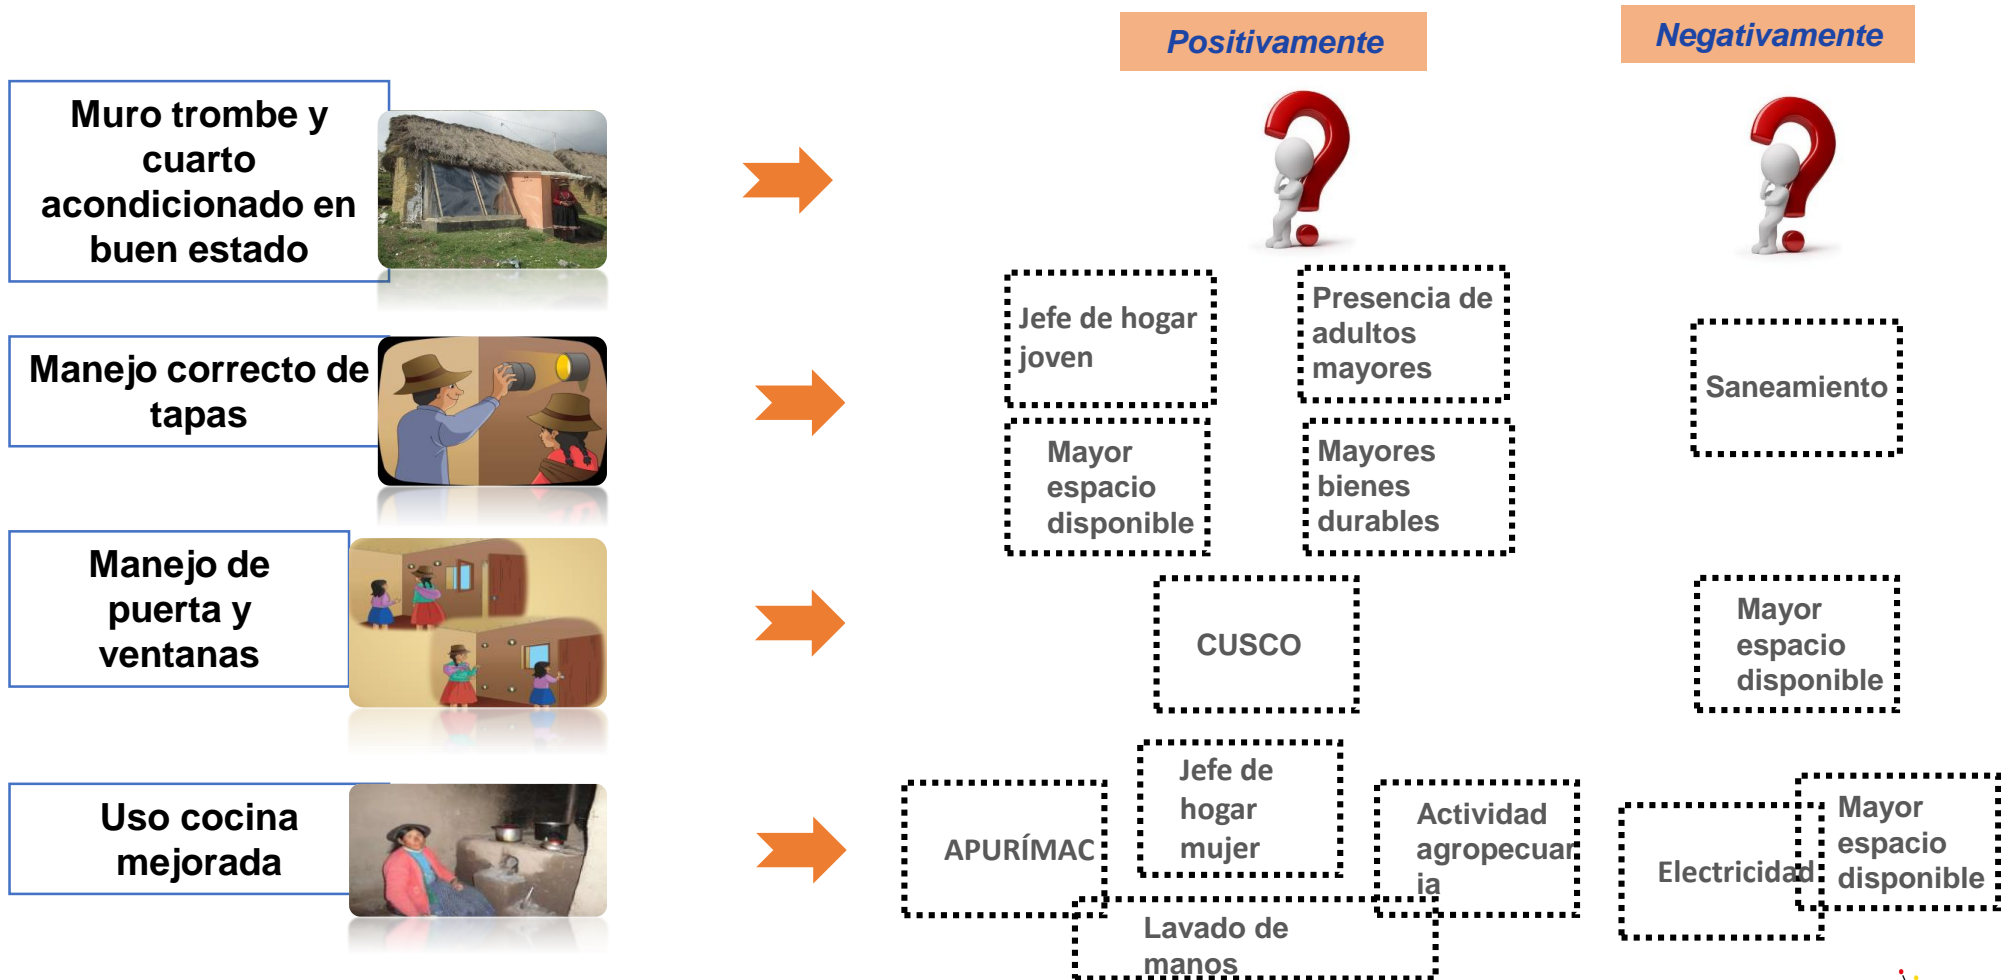 Positivamente
Negativamente
Muro trombe y
cuarto
acondicionado en
buen estado
Jefe de hogar
joven
Presencia de
adultos
mayores
Manejo correcto de
tapas
Saneamiento
Mayor
espacio
disponible
Mayores
bienes
durables
Manejo de
puerta y
ventanas
CUSCO
Mayor
espacio
disponible
Uso cocina
mejorada
APURÍMAC
Jefe de
hogar
mujer
Actividad
agropecuar
ia
Lavado de
manos
Electricidad
Mayor
espacio
disponible